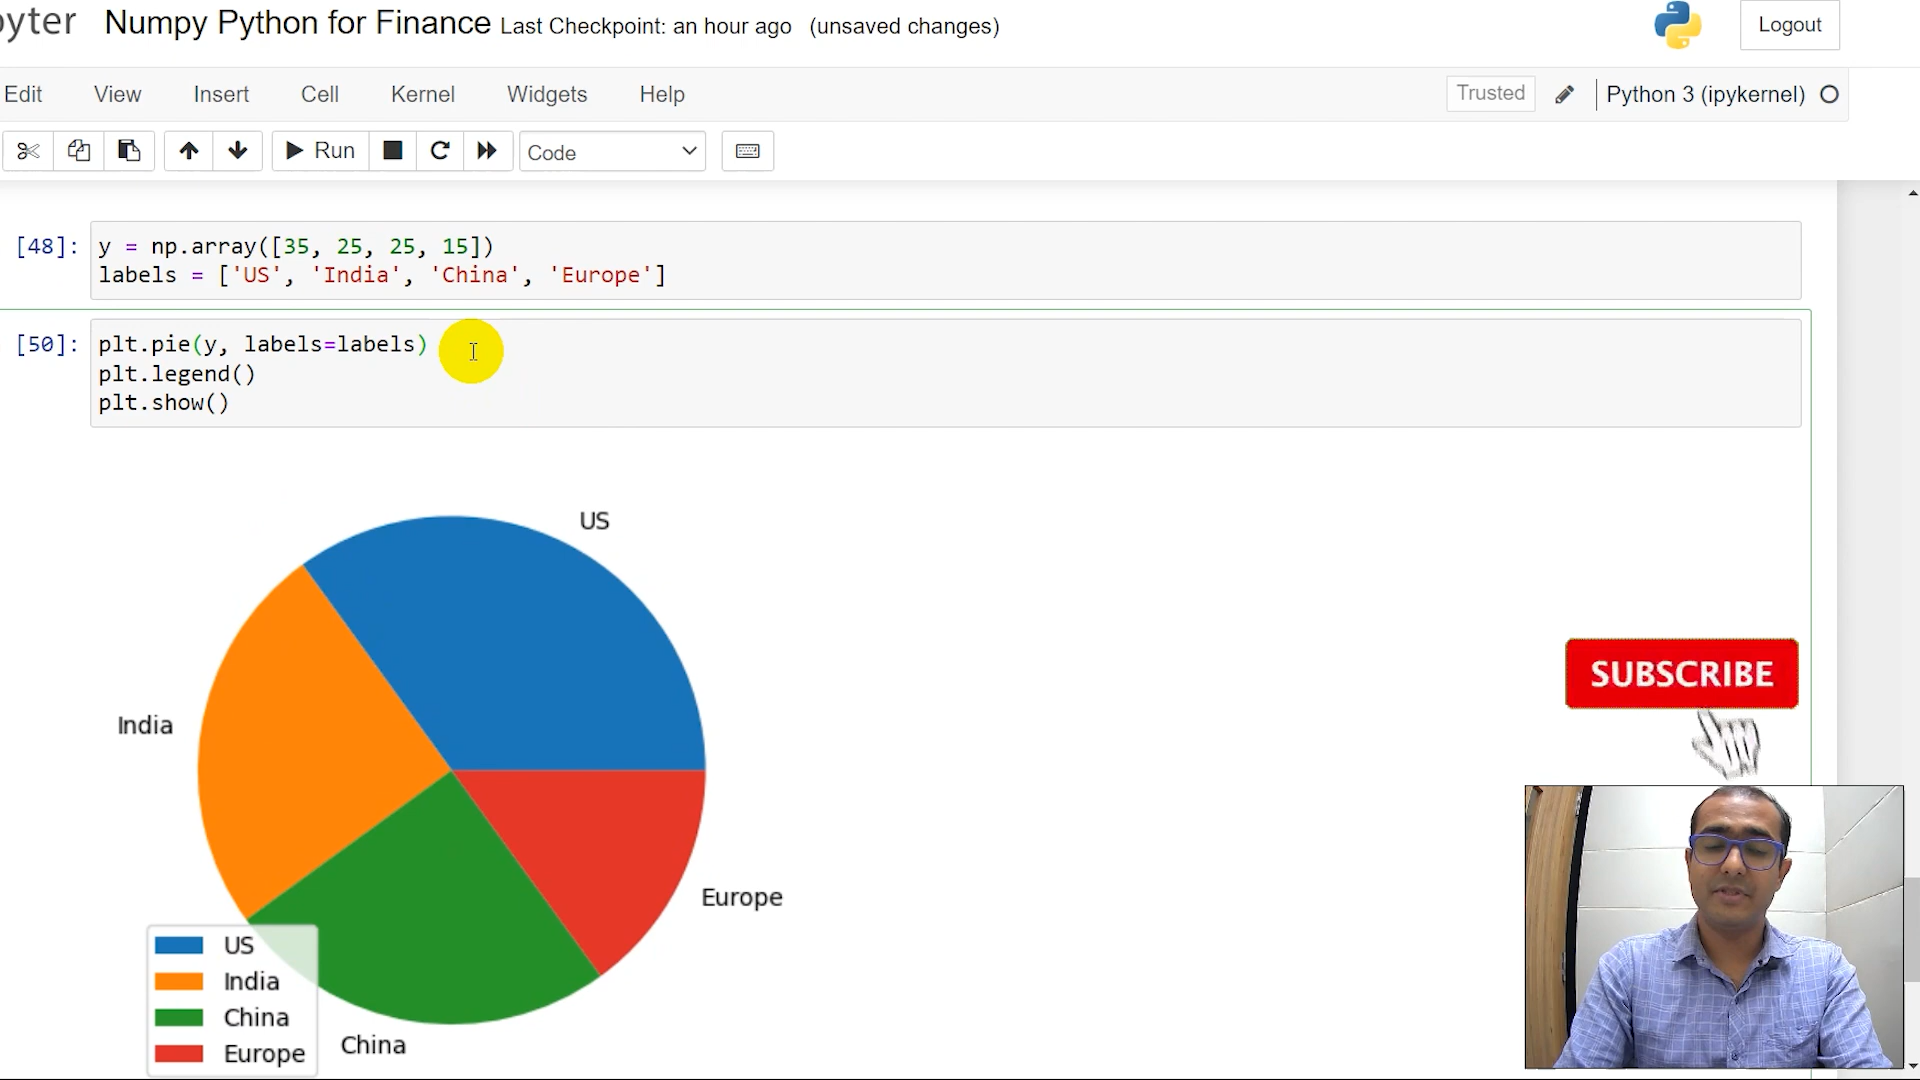 yter Numpy Python for Finance Last Checkpoint: an hour ago (unsaved changes) Logout
Edit View Insert Cell Kernel Widgets Help Trusted Python 3 (ipykernel)
Run Code
[48]: y = np.array([35, 25, 25, 15])
labels = ['US', 'India', 'China', 'Europe']
[50]: plt.pie(y, labels=labels)
plt.legend()
plt.show()
US
India
SUBSCRIBE
Europe
US
India
China
Europe
China